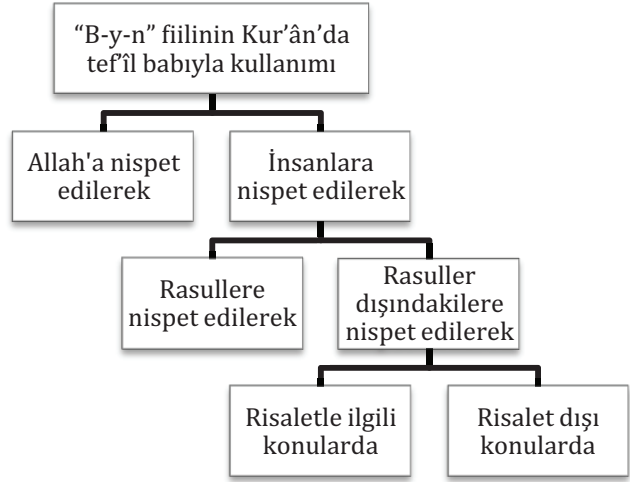 “B-y-n” fiilinin Kur’ân’da
tef’îl babıyla kullanımı
Allah'a nispet
edilerek
İnsanlara
nispet edilerek
Rasullere
nispet edilerek
Rasuller
dışındakilere
nispet edilerek
Risaletle ilgili
konularda
Risalet dışı
konularda